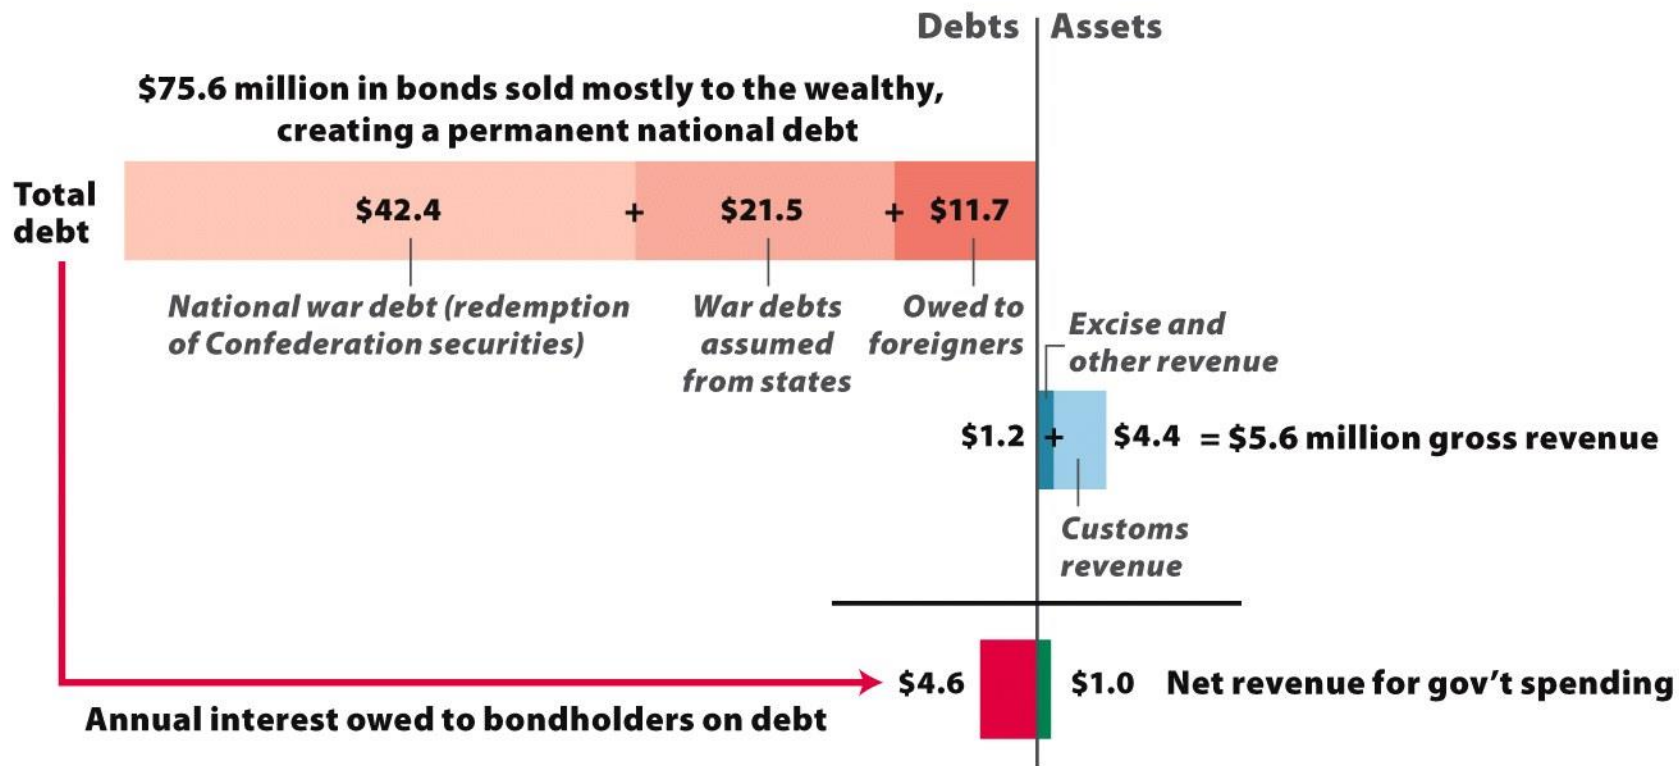 Debts Assets
$75.6 million in bonds sold mostly to the wealthy,
creating a permanent national debt
Total
debt
$42.4 + $21.5 + $11.7
National war debt (redemption
of Confederation securities)
War debts
assumed
from states
Owed to
foreigners
Excise and
other revenue
$1.2 + $4.4 = $5.6 million gross revenue
Customs
revenue
$4.6 $1.0 Net revenue for gov't spending
Annual interest owed to bondholders on debt